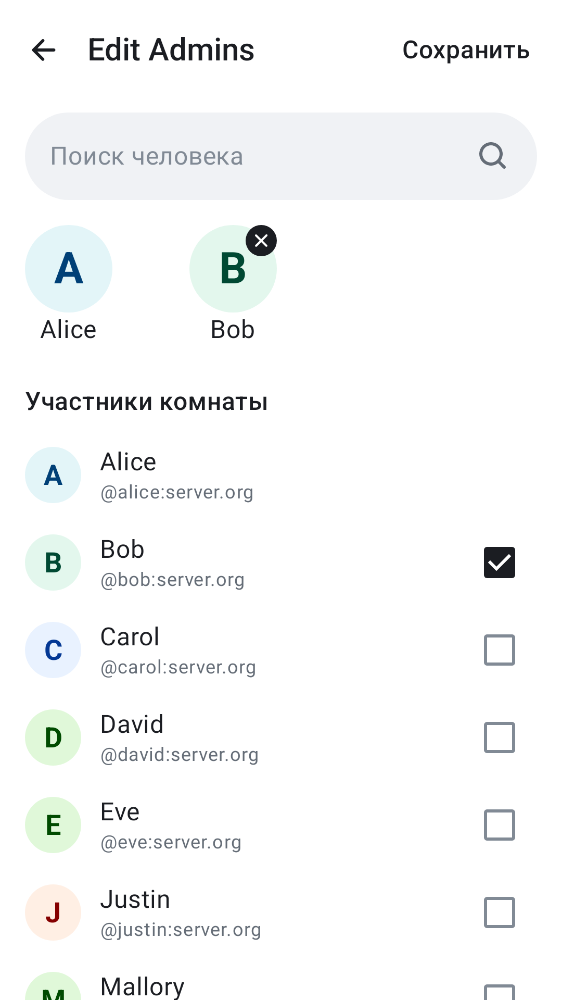 Edit Admins
Сохранить
Поиск человека
A
B
Alice
Bob
Участники комнаты
A
Alice
@alice:server.org
B
Bob
@bob:server.org
C
Carol
@carol:server.org
D
David
@david:server.org
E
Eve
@eve:server.org
J
Justin
@justin:server.org
M
Mallory